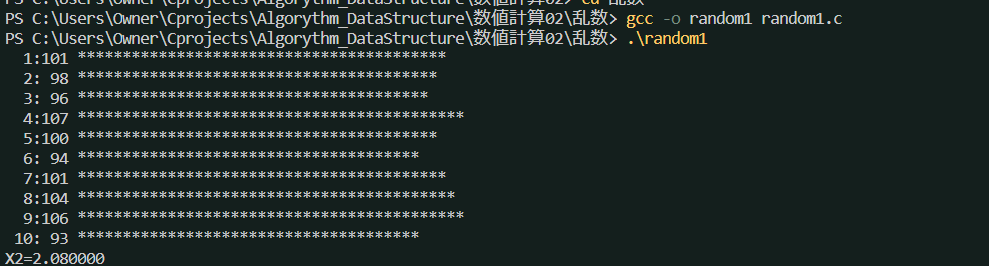 PS C:\Users\Owner\Cprojects\Algorythm_DataStructure\数値計算02> cd 乱数
PS C:\Users\Owner\Cprojects\Algorythm_DataStructure\数値計算02\乱数> gcc -o random1 random1.c
PS C:\Users\Owner\Cprojects\Algorythm_DataStructure\数値計算02\乱数> .\random1
  1:101 *****************************************
  2: 98 ****************************************
  3: 96 ***************************************
  4:107 *******************************************
  5:100 ****************************************
  6: 94 **************************************
  7:101 *****************************************
  8:104 ******************************************
  9:106 *******************************************
 10: 93 **************************************
X2=2.080000